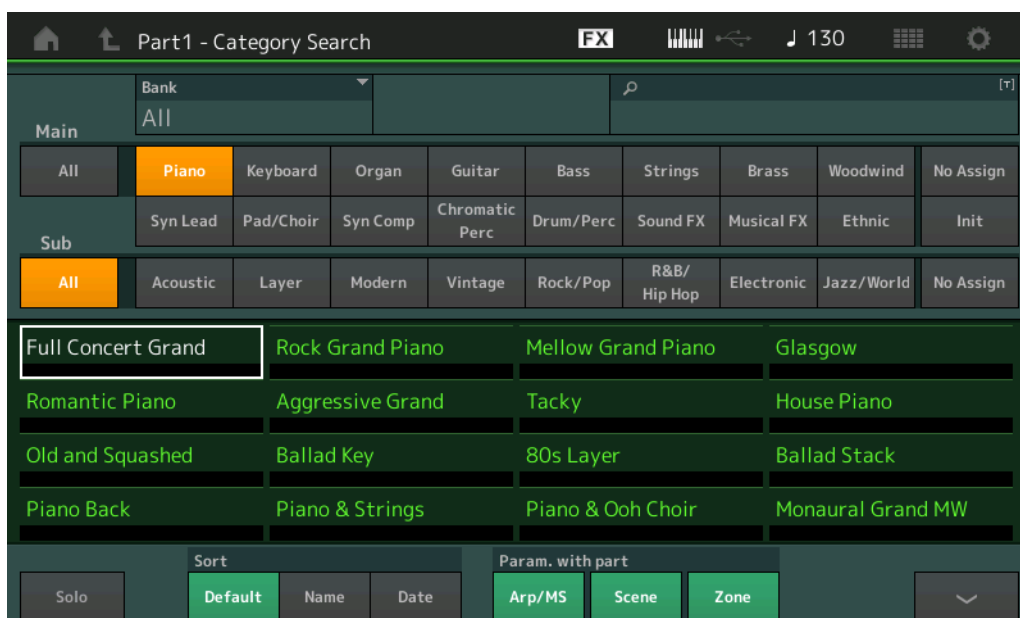 Part1 - Category Search FX ♩ 130
Bank [T]
All
Main
All Piano Keyboard Organ Guitar Bass Strings Brass Woodwind No Assign
Syn Lead Pad/Choir Syn Comp Chromatic Perc Drum/Perc Sound FX Musical FX Ethnic Init
Sub
All Acoustic Layer Modern Vintage Rock/Pop R&B/ Hip Hop Electronic Jazz/World No Assign
Full Concert Grand Rock Grand Piano Mellow Grand Piano Glasgow
Romantic Piano Aggressive Grand Tacky House Piano
Old and Squashed Ballad Key 80s Layer Ballad Stack
Piano Back Piano & Strings Piano & Ooh Choir Monaural Grand MW
Sort Param. with part
Solo Default Name Date Arp/MS Scene Zone